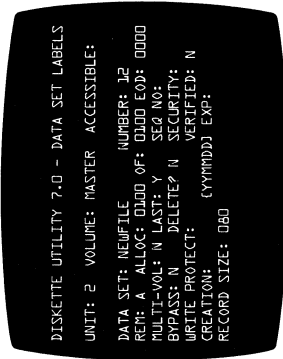 DISKETTE UTILITY 7.0 - DATA SET LABELS
UNIT: 2 VOLUME: MASTER ACCESSIBLE:
DATA SET: NEWFILE NUMBER: 12
REM: A ALLOC: 0100 OF: 0100 EOD: 0000
MULTI-VOL: N LAST: Y SEQ NO:
BYPASS: N DELETE? N SECURITY:
WRITE PROTECT: VERIFIED: N
CREATION: (YYMMDD) EXP:
RECORD SIZE: 080